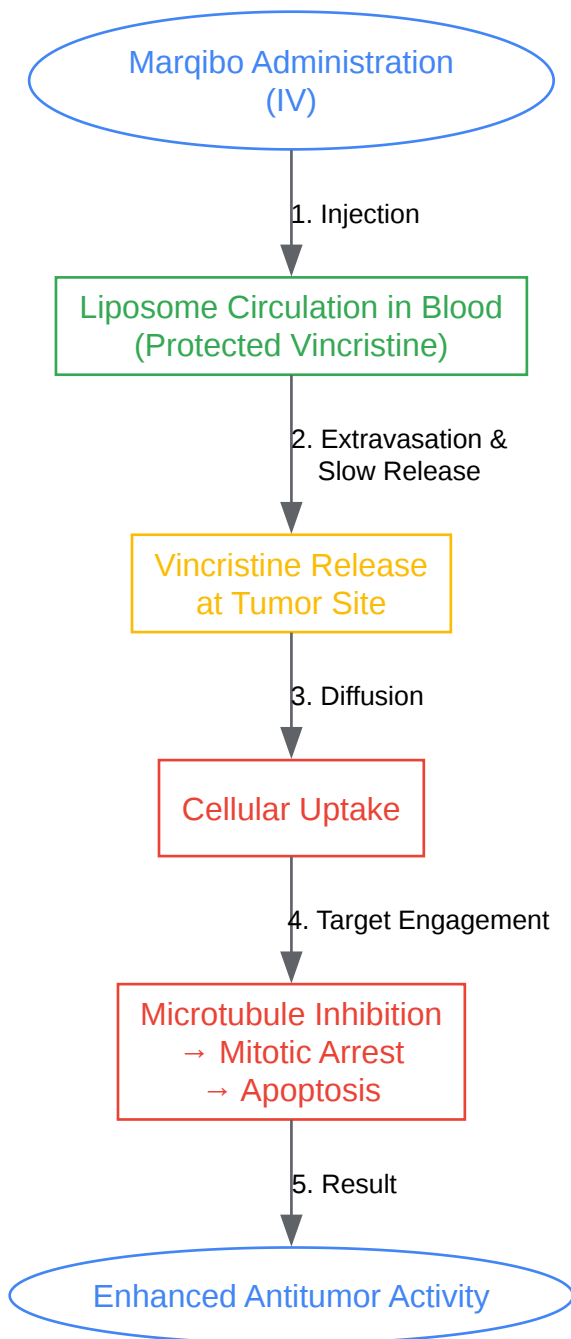 Marqibo Administration
(IV)
1. Injection
Liposome Circulation in Blood
(Protected Vincristine)
2. Extravasation &
Slow Release
Vincristine Release
at Tumor Site
3. Diffusion
Cellular Uptake
4. Target Engagement
Microtubule Inhibition
→ Mitotic Arrest
→ Apoptosis
5. Result
Enhanced Antitumor Activity